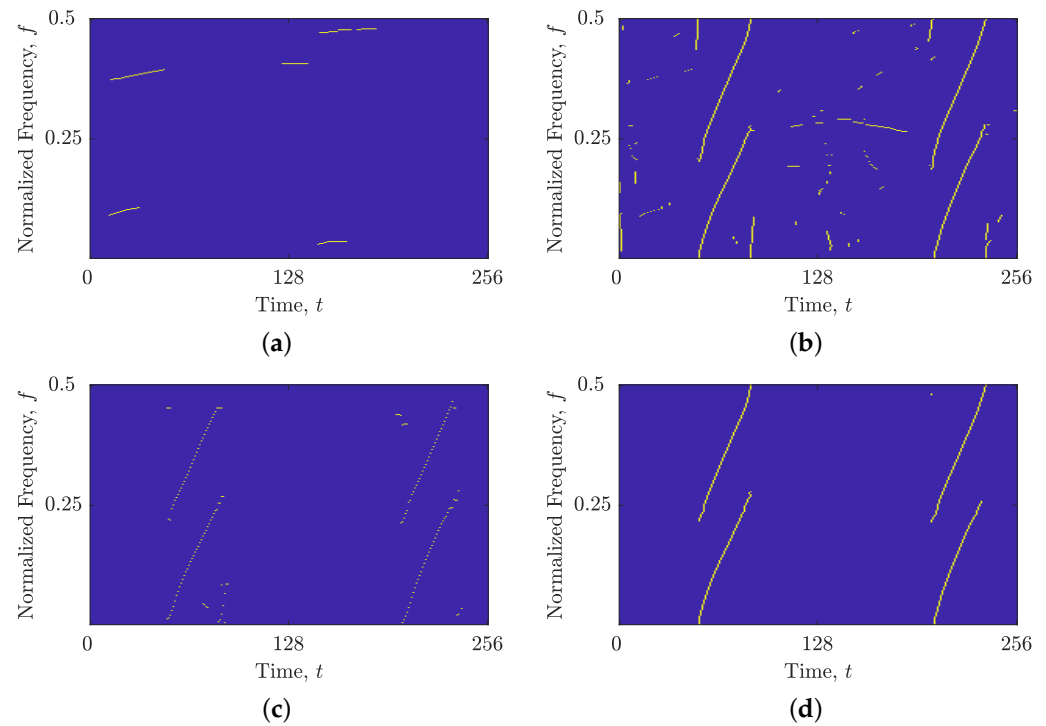 0.5
0.25
Normalized Frequency, f
0
128
256
Time, t
(a)
0.5
0.25
Normalized Frequency, f
0
128
256
Time, t
(b)
0.5
0.25
Normalized Frequency, f
0
128
256
Time, t
(c)
0.5
0.25
Normalized Frequency, f
0
128
256
Time, t
(d)